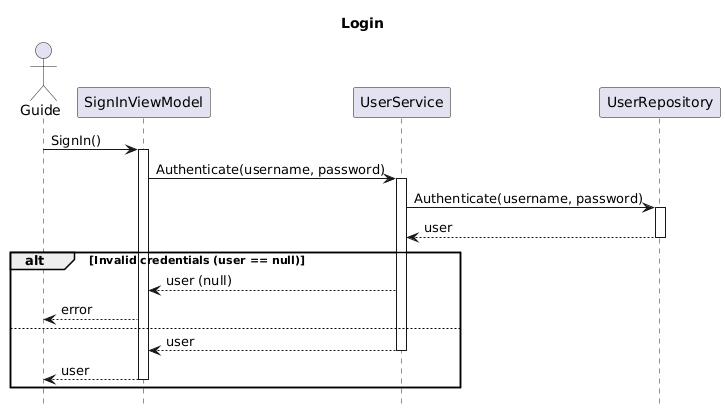 Login
Guide
SignInViewModel
UserService
UserRepository
SignIn()
Authenticate(username, password)
Authenticate(username, password)
user
alt [Invalid credentials (user == null)]
user (null)
error
user
user